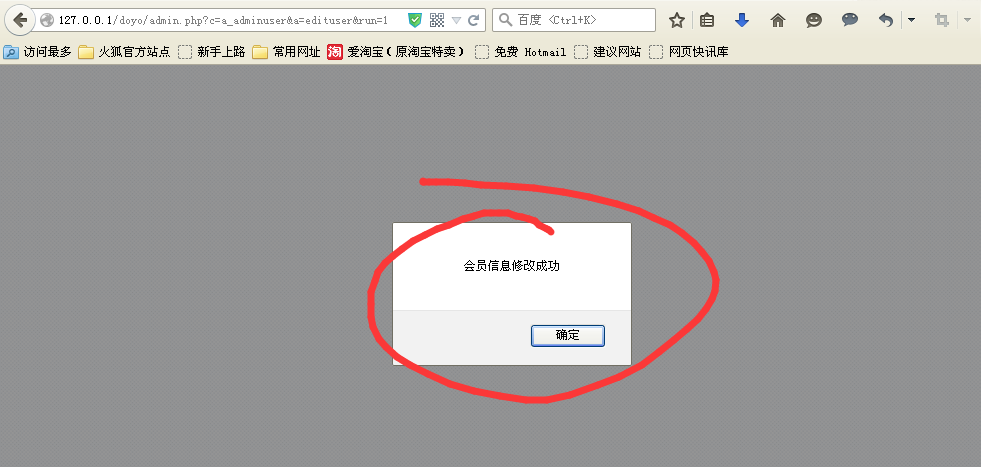 127.0.0.1/doyo/admin.php?c=a_adminuser&a=edituser&run=1 百度 <Ctrl+K>
访问最多 火狐官方站点 新手上路 常用网址 淘 爱淘宝(原淘宝特卖) 免费 Hotmail 建议网站 网页快讯库
会员信息修改成功
确定